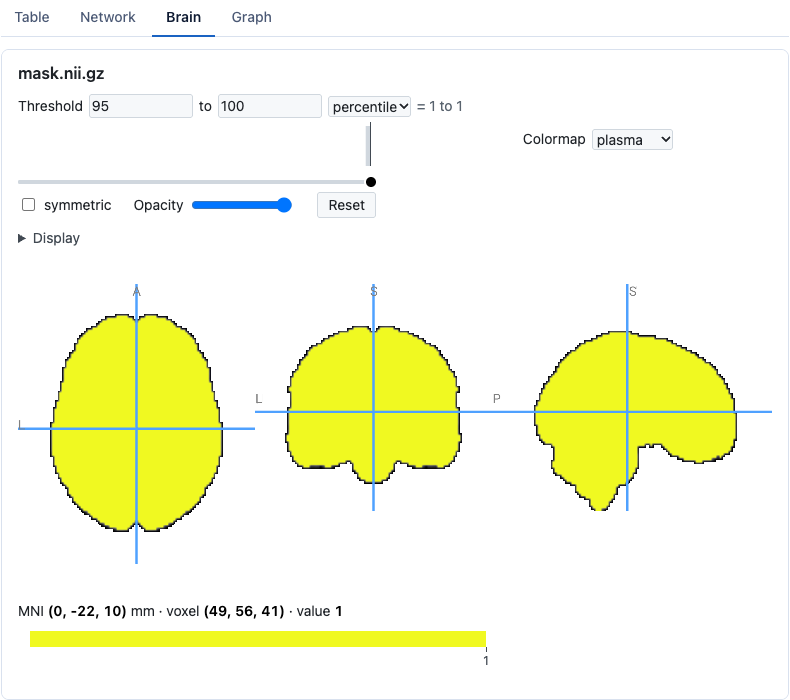 Table Network Brain Graph
mask.nii.gz
Threshold 95 to 100 percentile = 1 to 1
Colormap plasma
symmetric Opacity Reset
Display
A S S
L P
L
MNI (0, -22, 10) mm · voxel (49, 56, 41) · value 1
1